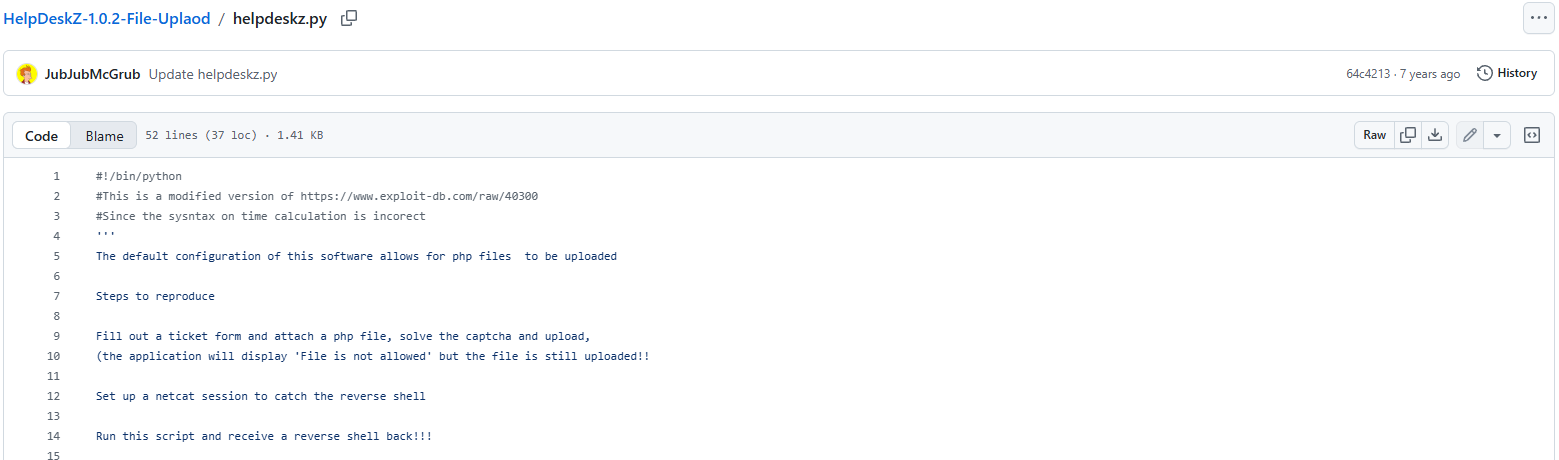 HelpDeskZ-1.0.2-File-Uplaod / helpdeskz.py
JubJubMcGrub Update helpdeskz.py 64c4213 · 7 years ago History
Code Blame 52 lines (37 loc) · 1.41 KB Raw
1 #!/bin/python
2 #This is a modified version of https://www.exploit-db.com/raw/40300
3 #Since the sysntax on time calculation is incorect
4 '''
5 The default configuration of this software allows for php files  to be uploaded
6
7 Steps to reproduce
8
9 Fill out a ticket form and attach a php file, solve the captcha and upload,
10 (the application will display 'File is not allowed' but the file is still uploaded!!
11
12 Set up a netcat session to catch the reverse shell
13
14 Run this script and receive a reverse shell back!!!
15